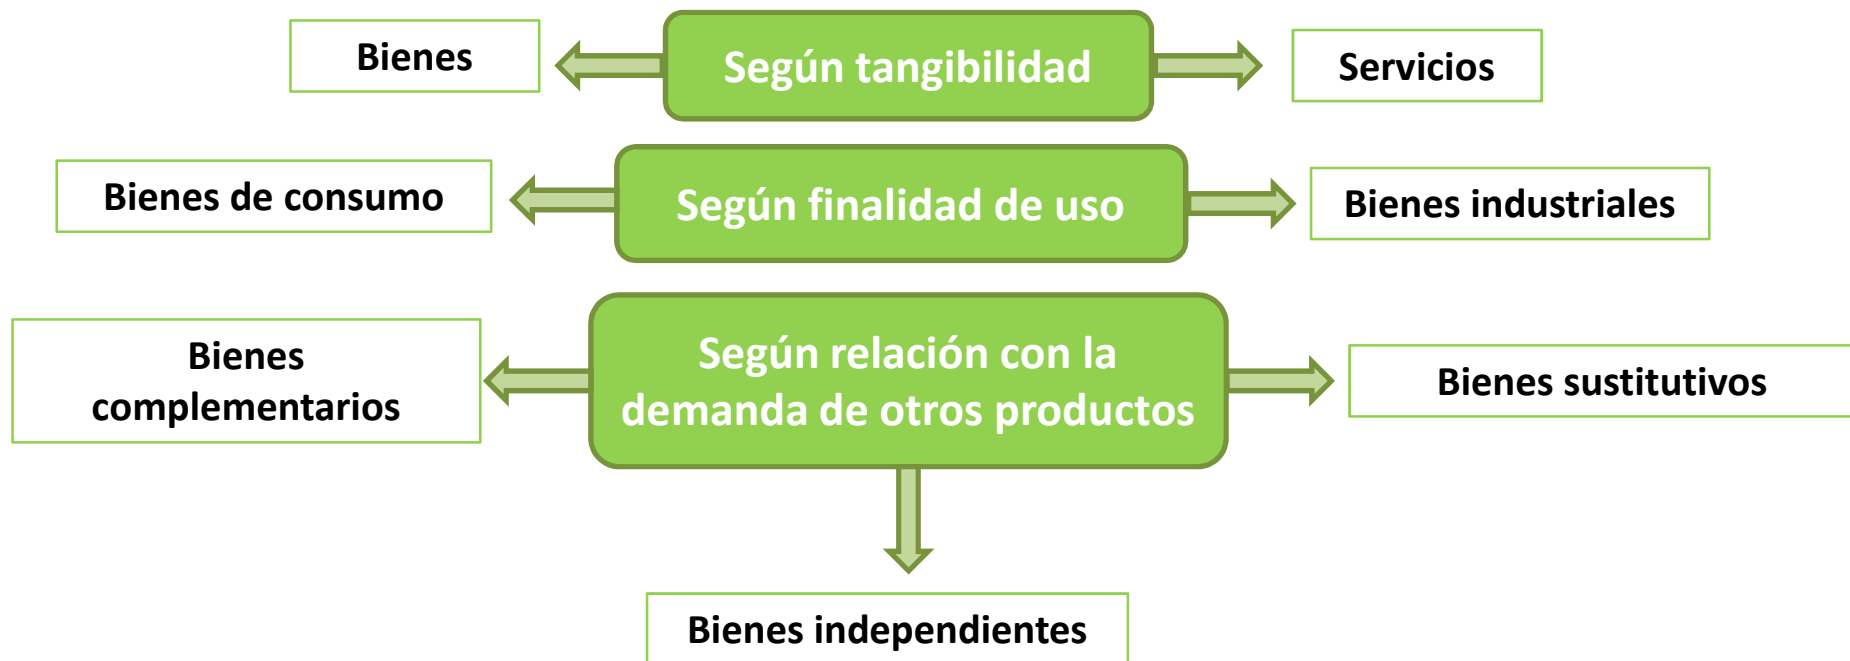 Bienes
Según tangibilidad
Servicios
Bienes de consumo
Según finalidad de uso
Bienes industriales
Bienes
complementarios
Según relación con la
demanda de otros productos
Bienes sustitutivos
Bienes independientes